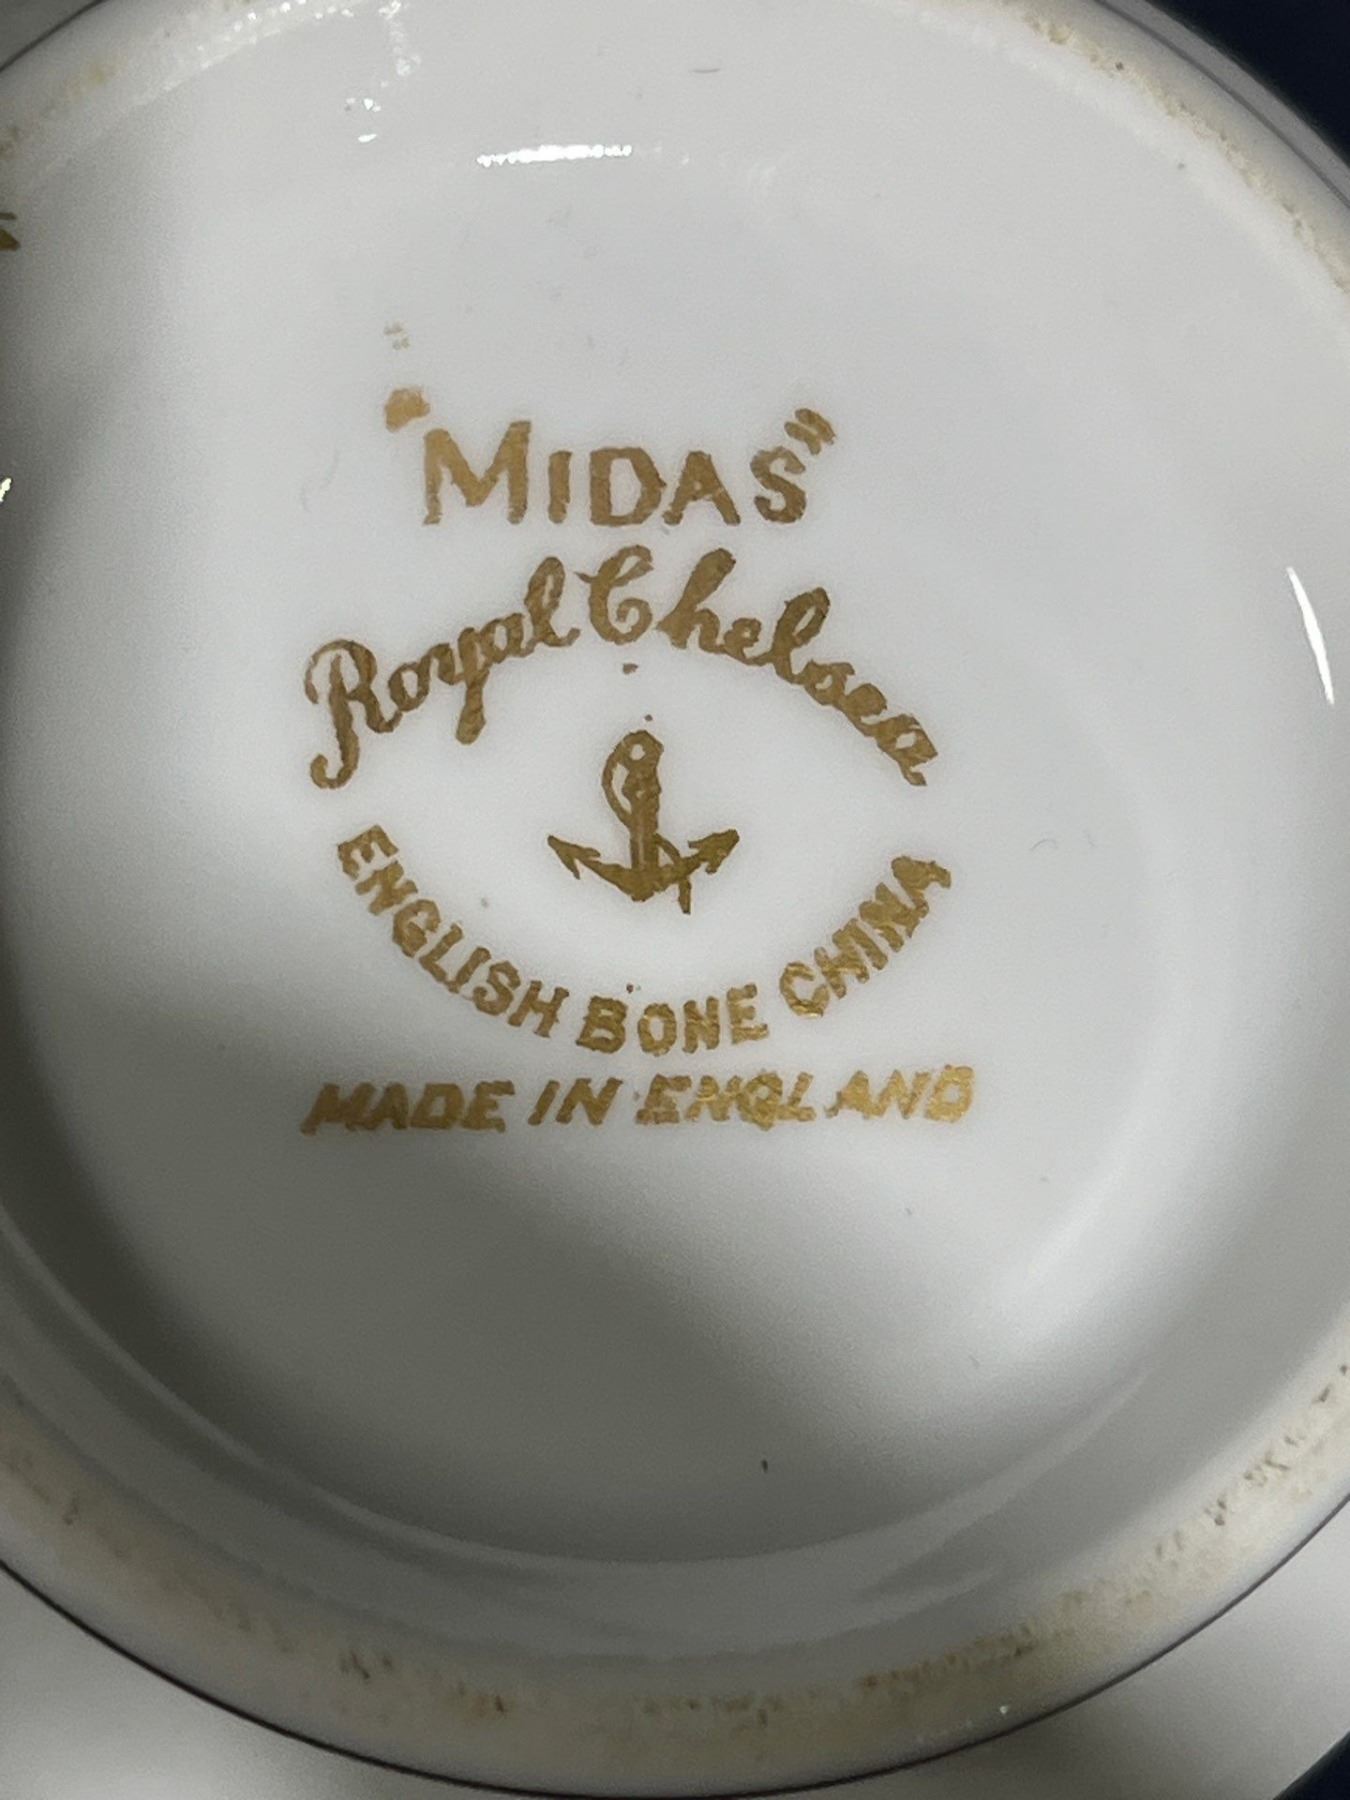 "MIDAS"
Royal Chelsea
ENGLISH BONE CHINA
MADE IN ENGLAND